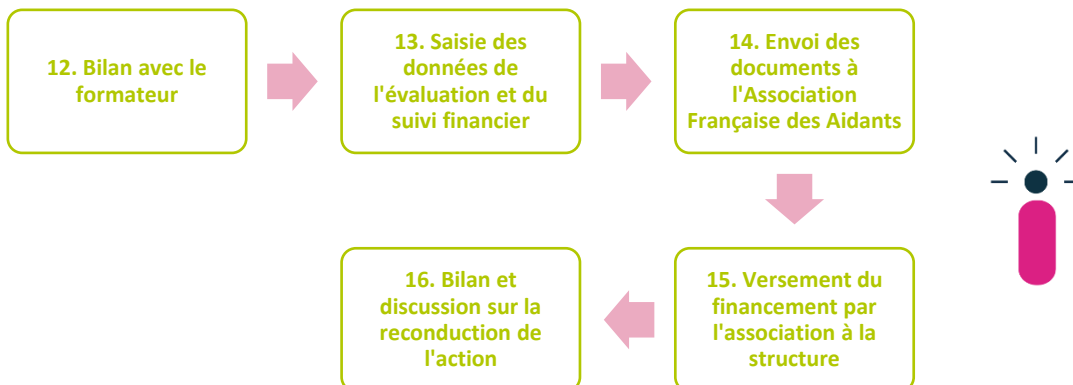 12. Bilan avec le
formateur
13. Saisie des
données de
l'évaluation et du
suivi financier
14. Envoi des
documents à
l'Association
Française des Aidants
15. Versement du
financement par
l'association à la
structure
16. Bilan et
discussion sur la
reconduction de
l'action